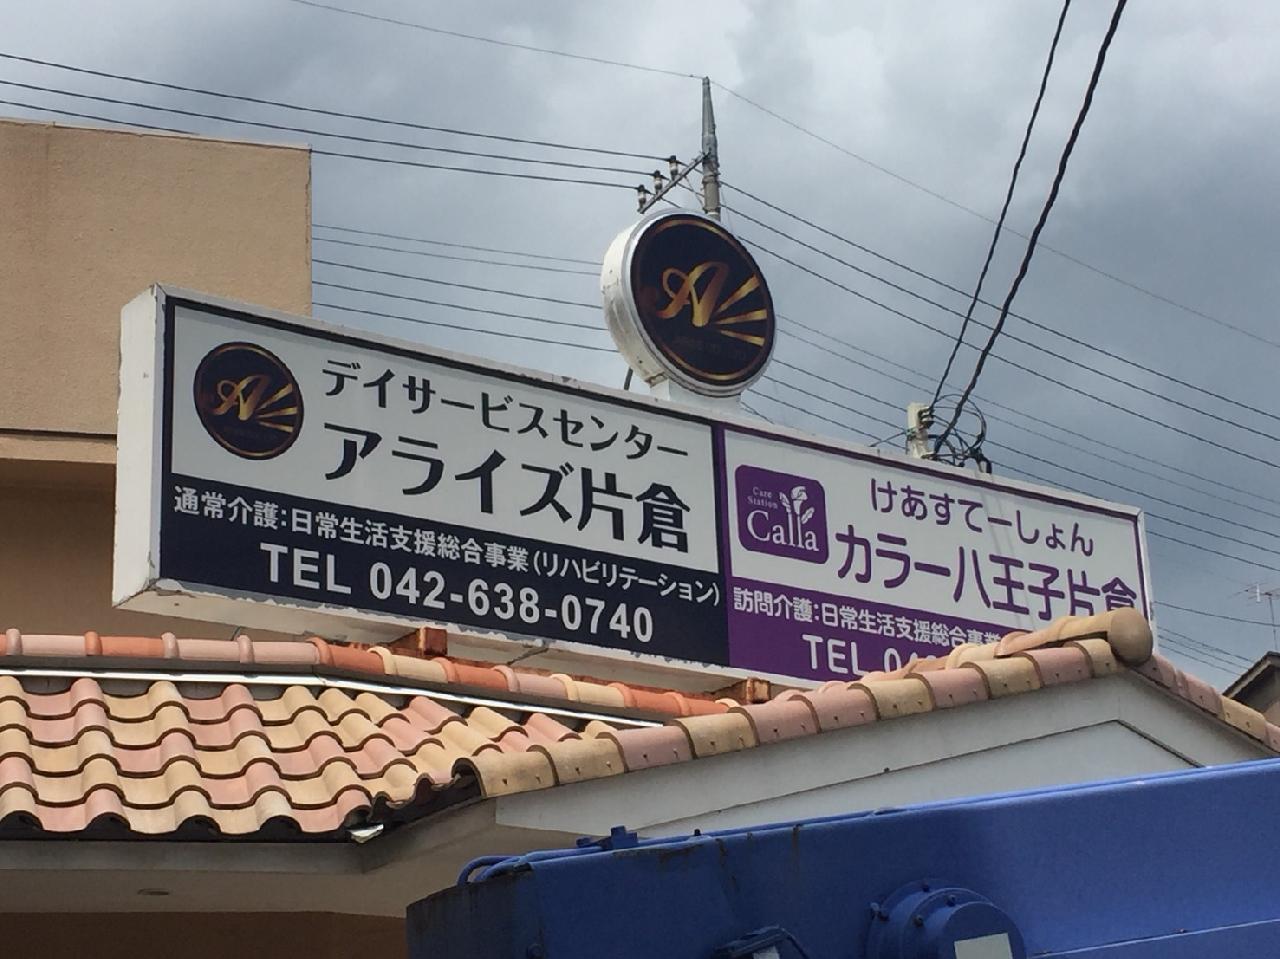 デイサービスセンター
アライズ片倉
通常介護:日常生活支援総合事業(リハビリテーション)
TEL 042-638-0740
Care
Station
Calla
けあすてーしょん
カラー八王子片倉
訪問介護:日常生活支援総合事業
TEL